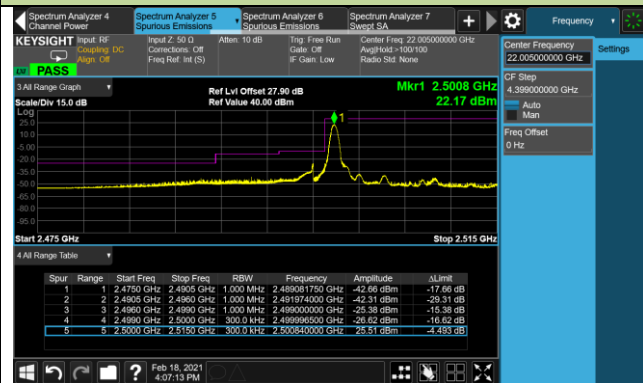 Spectrum Analyzer 4
Channel Power
Spectrum Analyzer 5
Spurious Emissions
Spectrum Analyzer 6
Spurious Emissions
Spectrum Analyzer 7
Swept SA
Frequency
KEYSIGHT
Input: RF
Coupling: DC
Align: Off
Input Z: 50 Ω
Corrections: Off
Freq Ref: Int (S)
Atten: 10 dB
Trig: Free Run
Gate: Off
IF Gain: Low
Center Freq: 22.005000000 GHz
Avg|Hold:>100/100
Radio Std: None
PASS
Center Frequency
22.005000000 GHz
Settings
CF Step
4.399000000 GHz
Auto
Man
Freq Offset
0 Hz
3 All Range Graph
Scale/Div 15.0 dB
Ref Lvl Offset 27.90 dB
Ref Value 40.00 dBm
Mkr1 2.5008 GHz
22.17 dBm
Log
25.0
10.0
-5.00
-20.0
-35.0
-50.0
-65.0
-80.0
-95.0
1
Start 2.475 GHz
Stop 2.515 GHz
4 All Range Table
Spur Range Start Freq Stop Freq RBW Frequency Amplitude ΔLimit
1 1 2.4750 GHz 2.4905 GHz 1.000 MHz 2.489081750 GHz -42.66 dBm -17.66 dB
2 2 2.4905 GHz 2.4960 GHz 1.000 MHz 2.491974000 GHz -42.31 dBm -29.31 dB
3 3 2.4960 GHz 2.4990 GHz 1.000 MHz 2.499000000 GHz -25.38 dBm -15.38 dB
4 4 2.4990 GHz 2.5000 GHz 300.0 kHz 2.499996500 GHz -26.62 dBm -16.62 dB
5 5 2.5000 GHz 2.5150 GHz 300.0 kHz 2.500840000 GHz 25.51 dBm -4.493 dB
Feb 18, 2021
4:07:13 PM